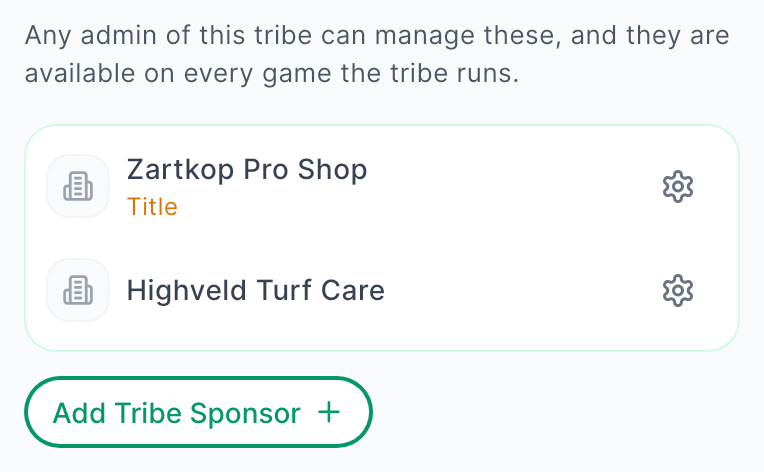 Any admin of this tribe can manage these, and they are
available on every game the tribe runs.
Zartkop Pro Shop
Title
Highveld Turf Care
Add Tribe Sponsor +